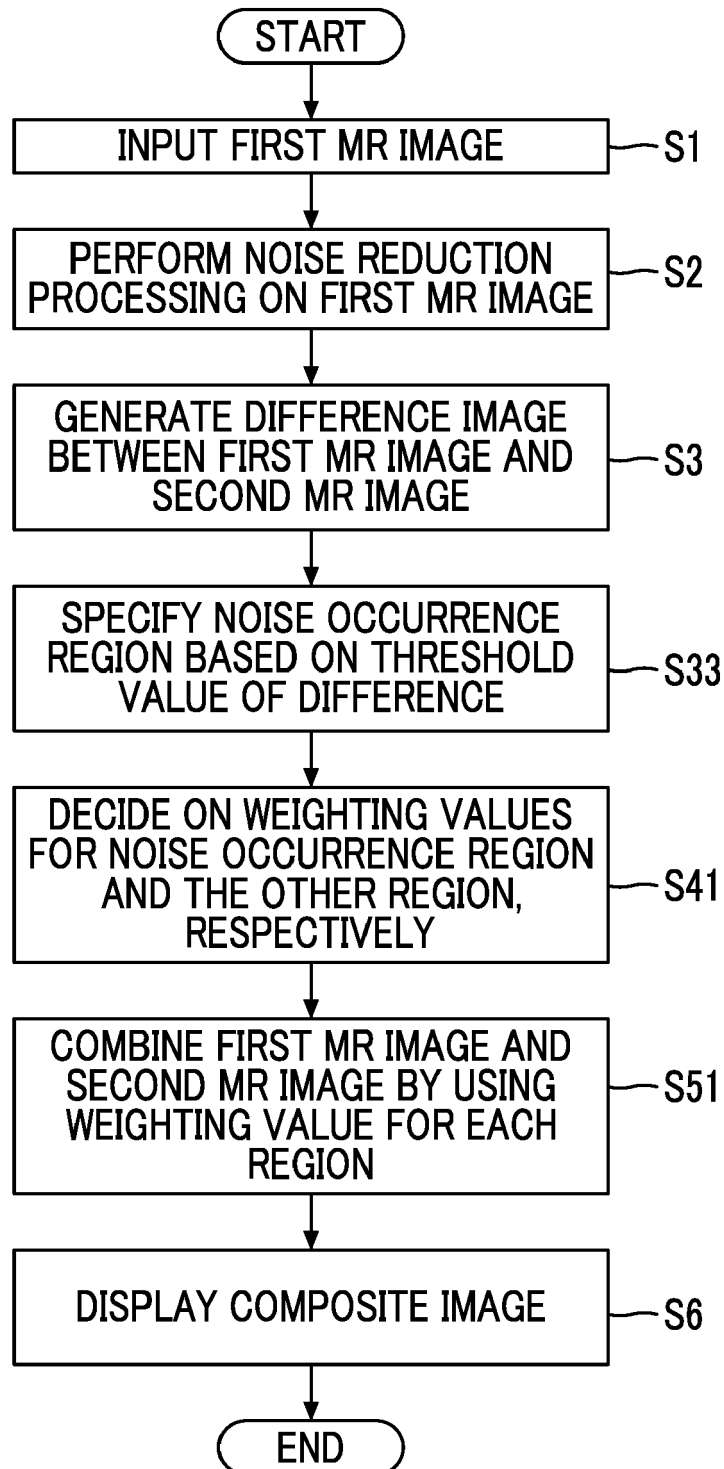 START
INPUT FIRST MR IMAGE
S1
PERFORM NOISE REDUCTION
PROCESSING ON FIRST MR IMAGE
S2
GENERATE DIFFERENCE IMAGE
BETWEEN FIRST MR IMAGE AND
SECOND MR IMAGE
S3
SPECIFY NOISE OCCURRENCE
REGION BASED ON THRESHOLD
VALUE OF DIFFERENCE
S33
DECIDE ON WEIGHTING VALUES
FOR NOISE OCCURRENCE REGION
AND THE OTHER REGION,
RESPECTIVELY
S41
COMBINE FIRST MR IMAGE AND
SECOND MR IMAGE BY USING
WEIGHTING VALUE FOR EACH
REGION
S51
DISPLAY COMPOSITE IMAGE
S6
END